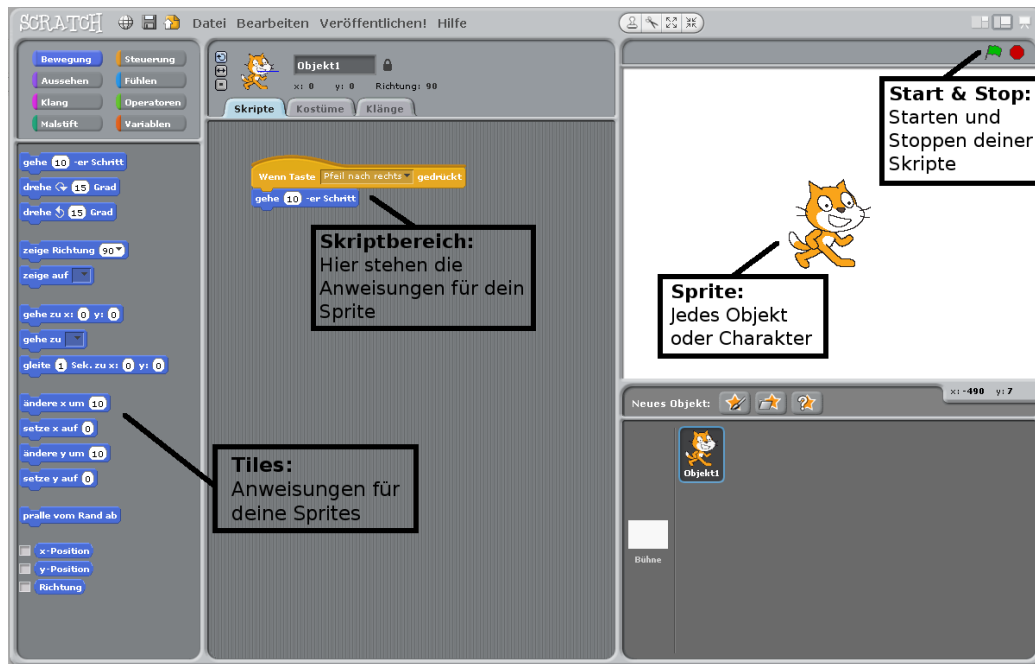 SCRATCH Datei Bearbeiten Veröffentlichen! Hilfe
Bewegung Steuerung
Aussehen Fühlen
Klang Operatoren
Malstift Variablen
gehe 10 -er Schritt
drehe 15 Grad
drehe 15 Grad
zeige Richtung 90
zeige auf
gehe zu x: 0 y: 0
gehe zu
gleite 1 Sek. zu x: 0 y: 0
ändere x um 10
setze x auf 0
ändere y um 10
setze y auf 0
pralle vom Rand ab
x-Position
y-Position
Richtung
Objekt1
x: 0 y: 0 Richtung: 90
Skripte Kostüme Klänge
Wenn Taste Pfeil nach rechts gedrückt
gehe 10 -er Schritt
Skriptbereich:
Hier stehen die
Anweisungen für dein
Sprite
Tiles:
Anweisungen für
deine Sprites
Start & Stop:
Starten und
Stoppen deiner
Skripte
Sprite:
Jedes Objekt
oder Charakter
x: -490 y: 7
Neues Objekt:
Objekt1
Bühne